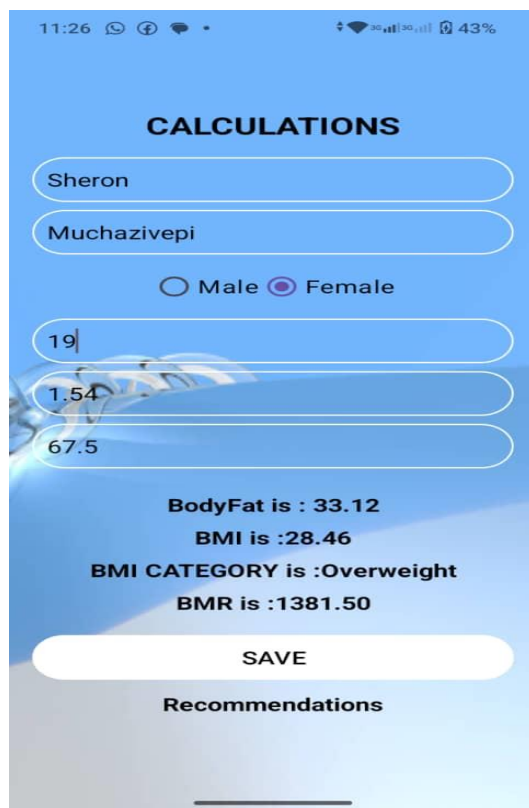 11:26
43%
CALCULATIONS
Sheron
Muchazivepi
Male Female
19
1.54
67.5
BodyFat is : 33.12
BMI is :28.46
BMI CATEGORY is :Overweight
BMR is :1381.50
SAVE
Recommendations